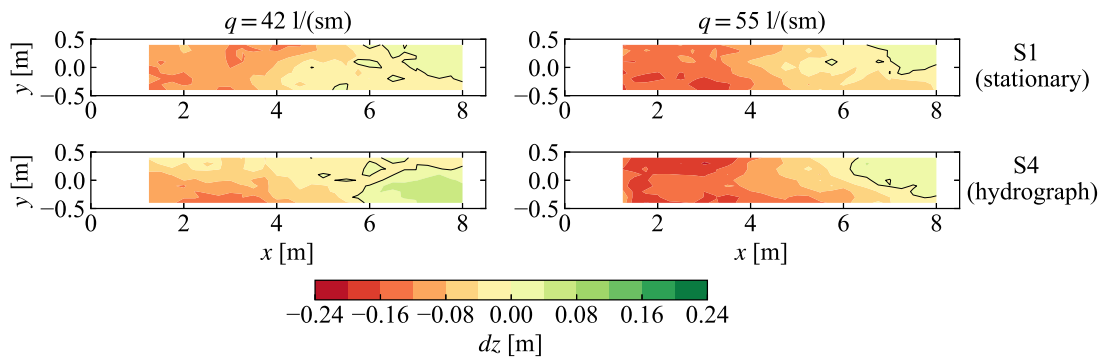 q = 42 l/(sm) q = 55 l/(sm)
0.5 0.5
y [m] 0.0 0.0 S1
(stationary)
−0.5 −0.5
0 2 4 6 8 0 2 4 6 8
0.5 0.5
y [m] 0.0 0.0 S4
(hydrograph)
−0.5 −0.5
0 2 4 6 8 0 2 4 6 8
x [m] x [m]
−0.24 −0.16 −0.08 0.00 0.08 0.16 0.24
dz [m]